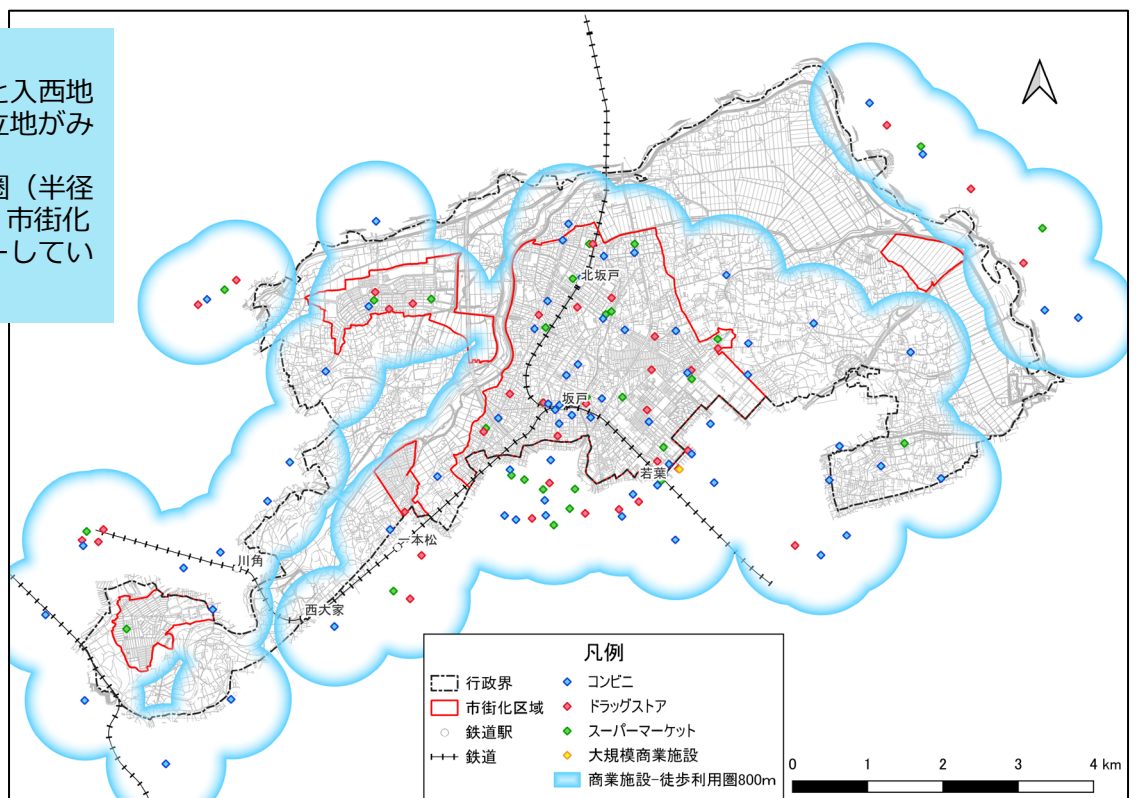 と入西地
立地がみ
圏（半径
市街化
ーしてい
北坂戸
坂戸
若葉
一本松
川角
西大家
凡例
行政界
市街化区域
鉄道駅
鉄道
コンビニ
ドラッグストア
スーパーマーケット
大規模商業施設
商業施設-徒歩利用圏800m
0 1 2 3 4 km